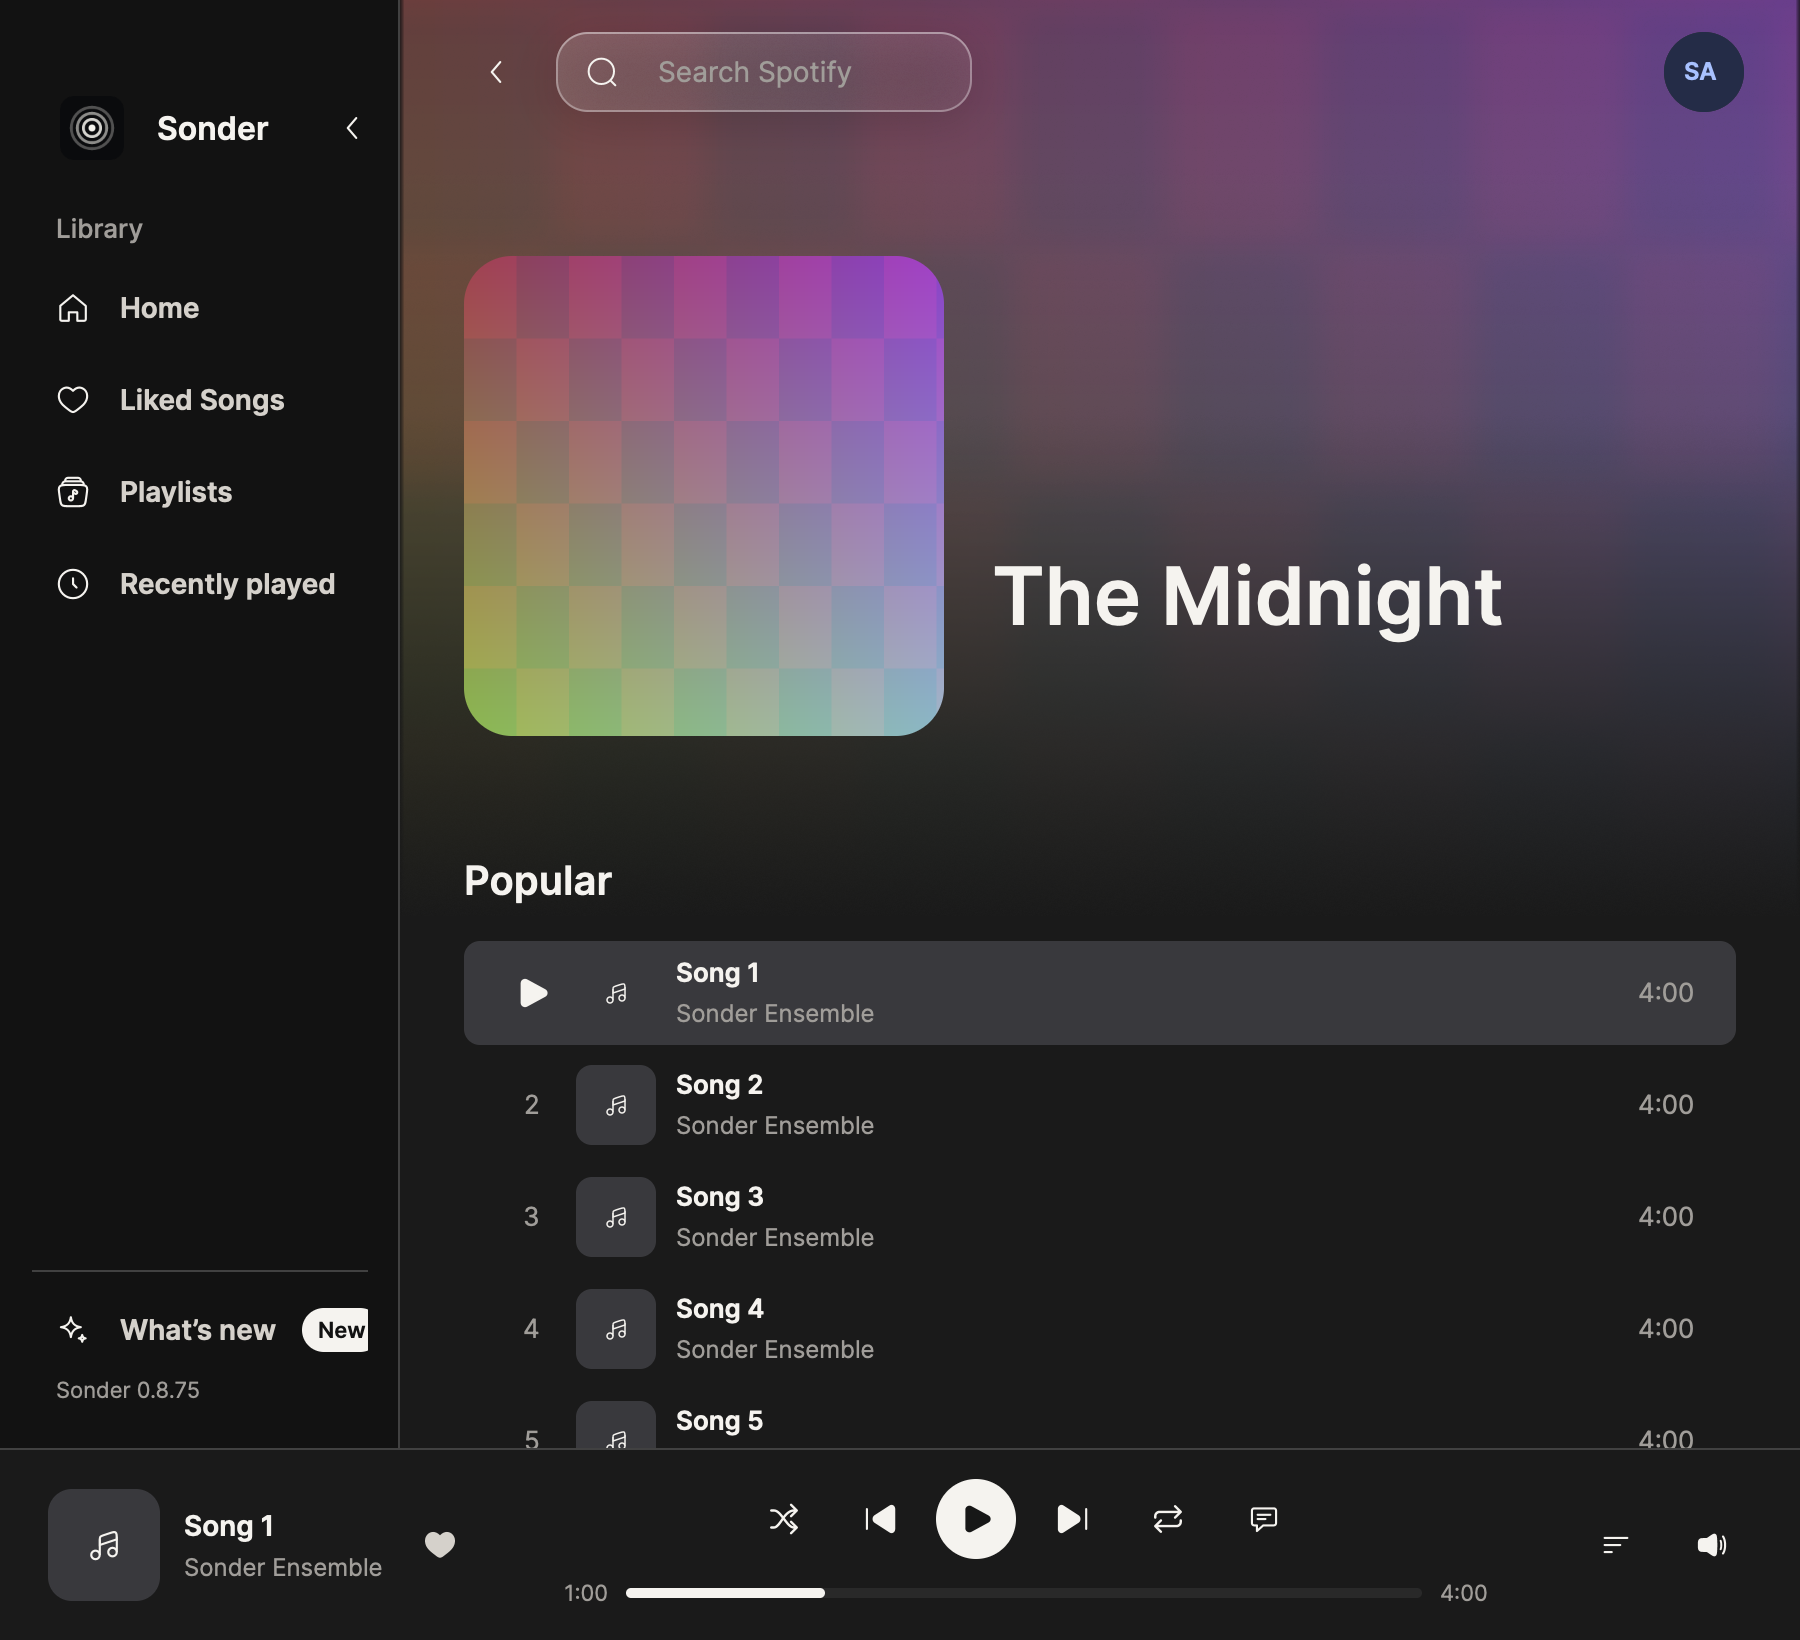 Sonder
Library
Home
Liked Songs
Playlists
Recently played
What’s new New
Sonder 0.8.75
Search Spotify
SA
The Midnight
Popular
Song 1
Sonder Ensemble
4:00
2
Song 2
Sonder Ensemble
4:00
3
Song 3
Sonder Ensemble
4:00
4
Song 4
Sonder Ensemble
4:00
5
Song 5
4:00
Song 1
Sonder Ensemble
1:00
4:00